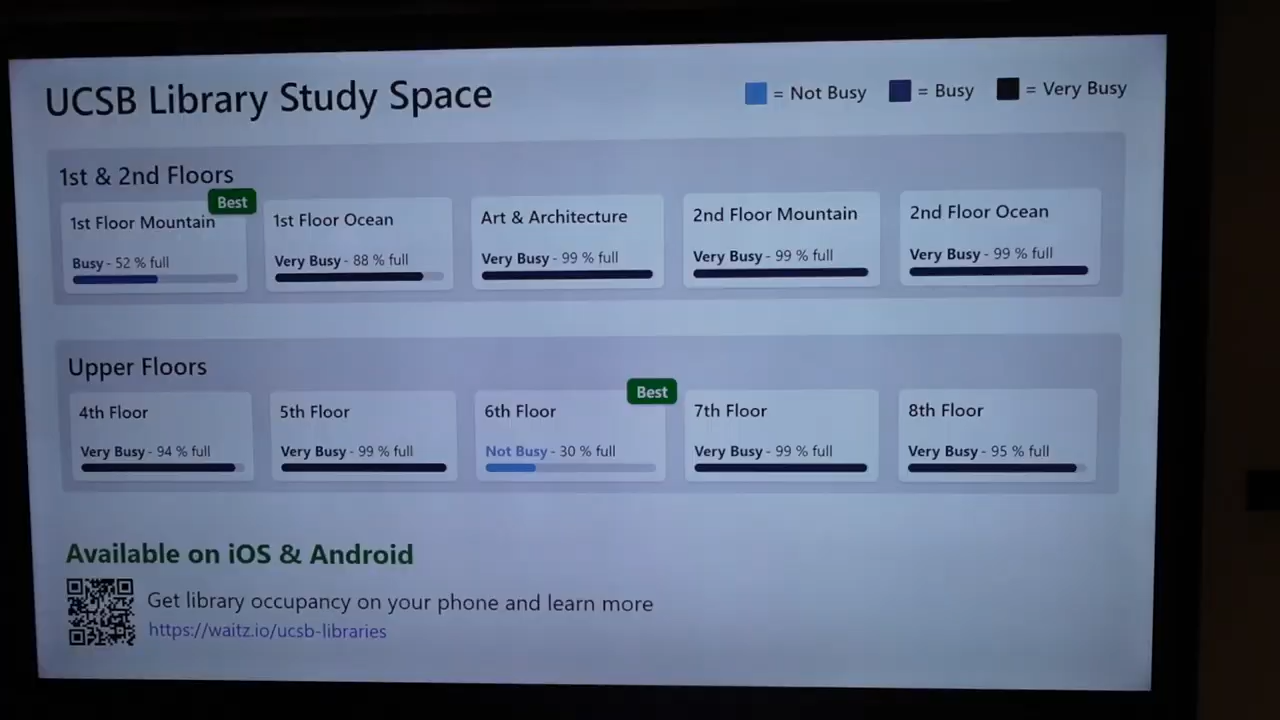 UCSB Library Study Space
= Not Busy = Busy = Very Busy
1st & 2nd Floors
Best
1st Floor Mountain
Busy - 52 % full
1st Floor Ocean
Very Busy - 88 % full
Art & Architecture
Very Busy - 99 % full
2nd Floor Mountain
Very Busy - 99 % full
2nd Floor Ocean
Very Busy - 99 % full
Upper Floors
4th Floor
Very Busy - 94 % full
5th Floor
Very Busy - 99 % full
Best
6th Floor
Not Busy - 30 % full
7th Floor
Very Busy - 99 % full
8th Floor
Very Busy - 95 % full
Available on iOS & Android
Get library occupancy on your phone and learn more
https://waitz.io/ucsb-libraries